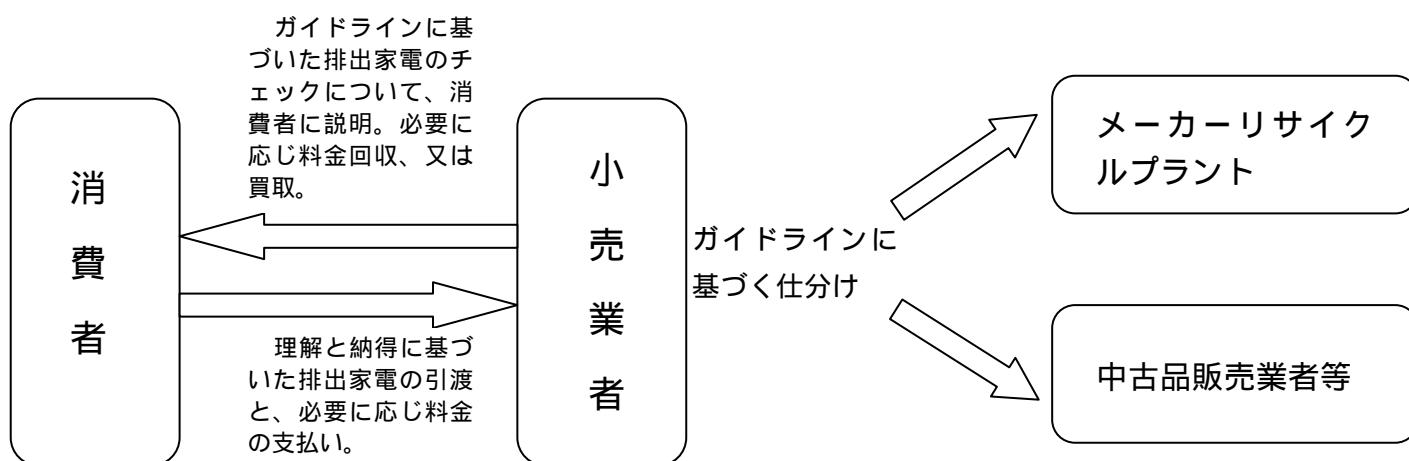 ガイドラインに基
づいた排出家電のチ
ェックについて、消
費者に説明。必要に
応じ料金回収、又は
買取。
消費者
理解と納得に基づ
いた排出家電の引渡
と、必要に応じ料金
の支払い。
小売業者
ガイドラインに
基づく仕分け
メーカーリサイク
ルプラント
中古品販売業者等